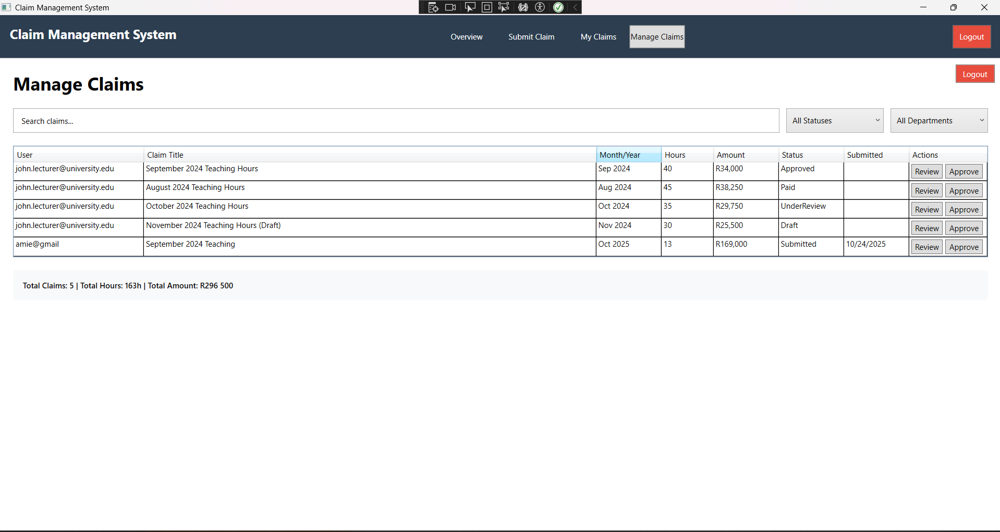 Claim Management System
Claim Management System Overview Submit Claim My Claims Manage Claims Logout
Logout
Manage Claims
Search claims... All Statuses All Departments
User Claim Title Month/Year Hours Amount Status Submitted Actions
john.lecturer@university.edu September 2024 Teaching Hours Sep 2024 40 R34,000 Approved Review Approve
john.lecturer@university.edu August 2024 Teaching Hours Aug 2024 45 R38,250 Paid Review Approve
john.lecturer@university.edu October 2024 Teaching Hours Oct 2024 35 R29,750 UnderReview Review Approve
john.lecturer@university.edu November 2024 Teaching Hours (Draft) Nov 2024 30 R25,500 Draft Review Approve
amie@gmail September 2024 Teaching Oct 2025 13 R169,000 Submitted 10/24/2025 Review Approve
Total Claims: 5 | Total Hours: 163h | Total Amount: R296 500